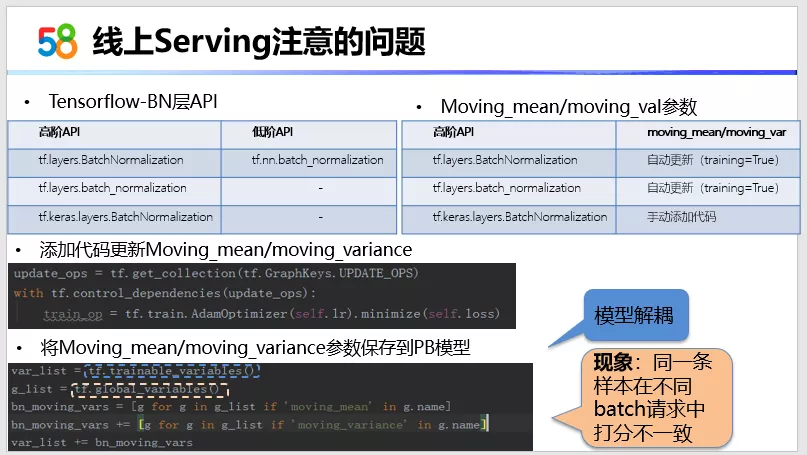 58 线上Serving注意的问题
• Tensorflow-BN层API
高阶API 低阶API
tf.layers.BatchNormalization tf.nn.batch_normalization
tf.layers.batch_normalization -
tf.keras.layers.BatchNormalization -
• Moving_mean/moving_val参数
高阶API moving_mean/moving_var
tf.layers.BatchNormalization 自动更新（training=True）
tf.layers.batch_normalization 自动更新（training=True）
tf.keras.layers.BatchNormalization 手动添加代码
• 添加代码更新Moving_mean/moving_variance
update_ops = tf.get_collection(tf.GraphKeys.UPDATE_OPS)
with tf.control_dependencies(update_ops):
train_op = tf.train.AdamOptimizer(self.lr).minimize(self.loss)
• 将Moving_mean/moving_variance参数保存到PB模型
var_list = tf.trainable_variables()
g_list = tf.global_variables()
bn_moving_vars = [g for g in g_list if 'moving_mean' in g.name]
bn_moving_vars += [g for g in g_list if 'moving_variance' in g.name]
var_list += bn_moving_vars
模型解耦
现象：同一条
样本在不同
batch请求中
打分不一致